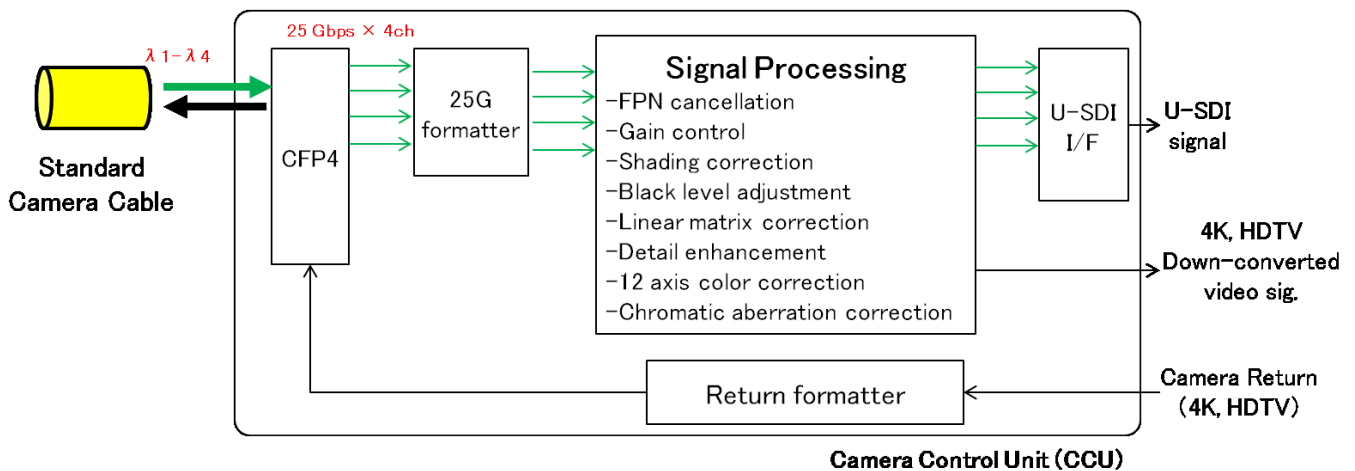 25 Gbps × 4ch
λ1-λ4
Standard
Camera Cable
CFP4
25G
formatter
Signal Processing
-FPN cancellation
-Gain control
-Shading correction
-Black level adjustment
-Linear matrix correction
-Detail enhancement
-12 axis color correction
-Chromatic aberration correction
U-SDI
I/F
U-SDI
signal
4K, HDTV
Down-converted
video sig.
Return formatter
Camera Return
(4K, HDTV)
Camera Control Unit (CCU)